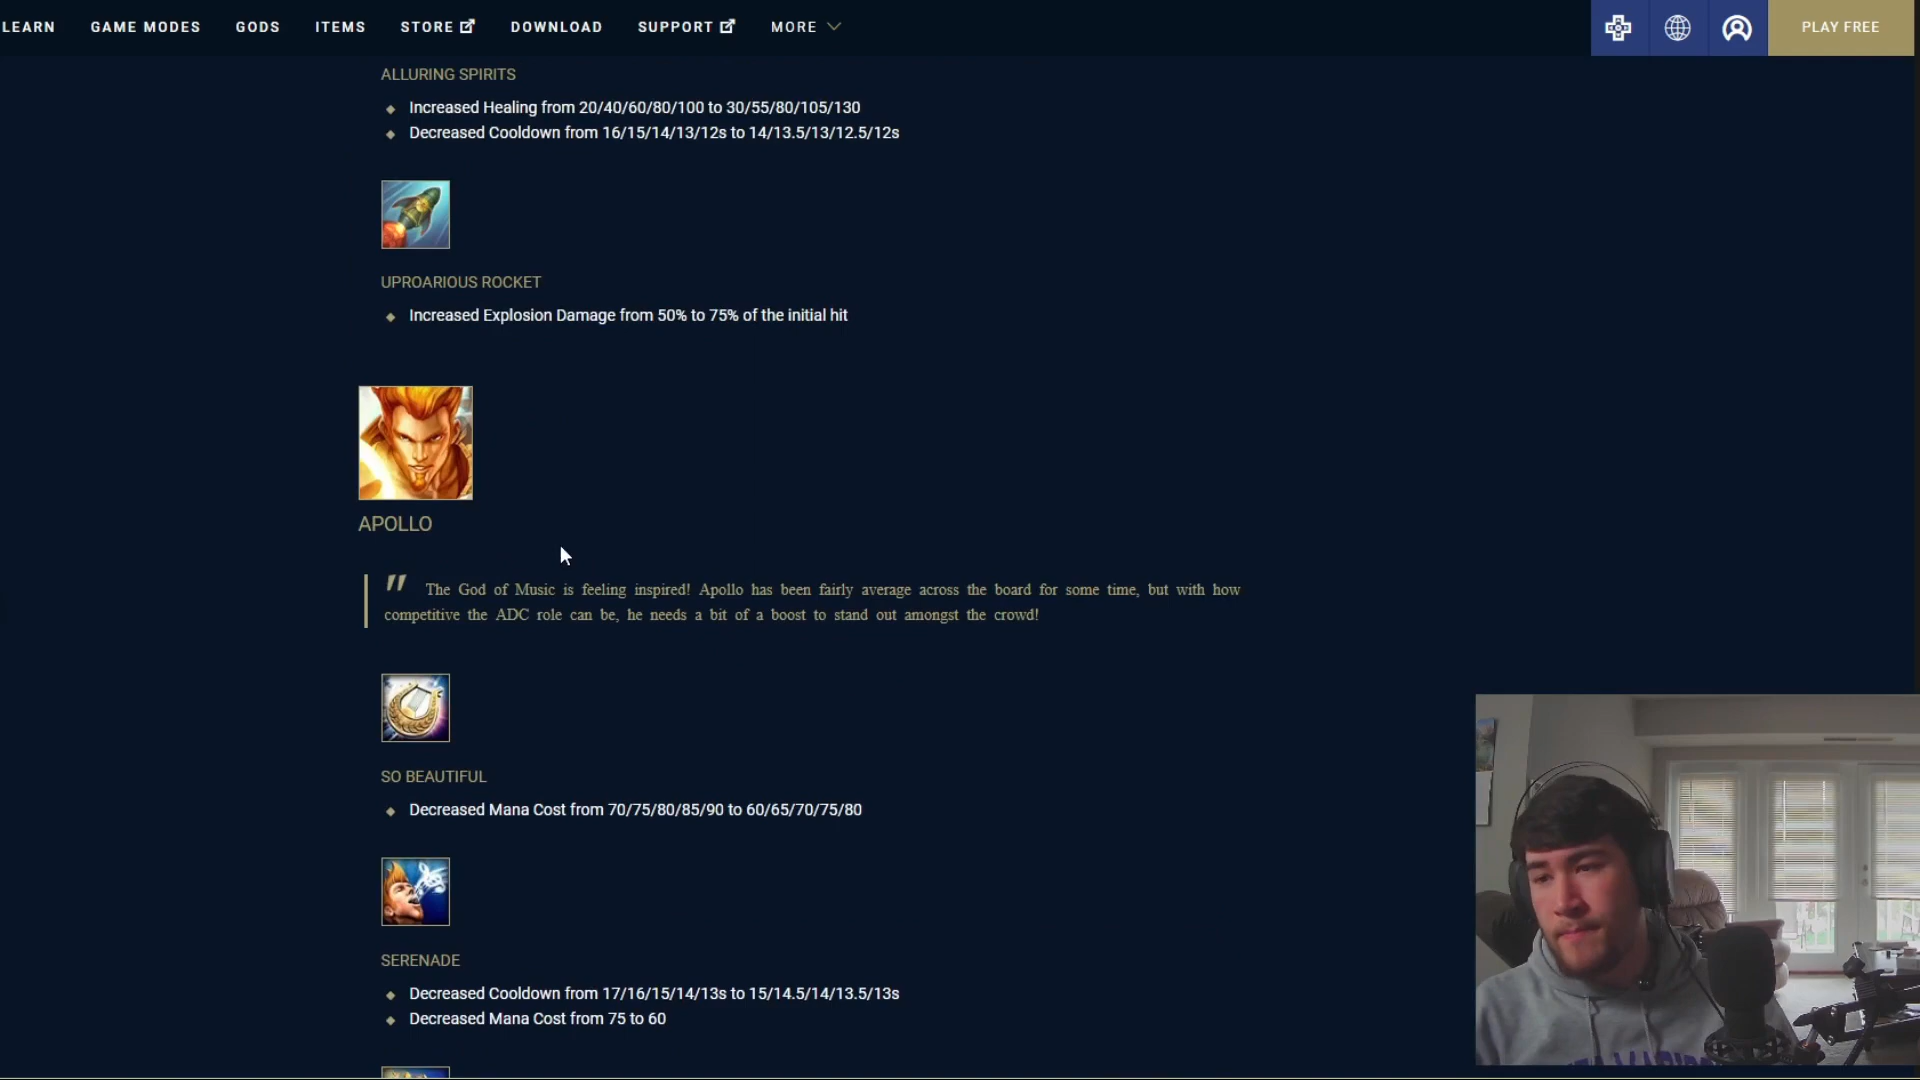 LEARN GAME MODES GODS ITEMS STORE DOWNLOAD SUPPORT MORE PLAY FREE
ALLURING SPIRITS
Increased Healing from 20/40/60/80/100 to 30/55/80/105/130
Decreased Cooldown from 16/15/14/13/12s to 14/13.5/13/12.5/12s
UPROARIOUS ROCKET
Increased Explosion Damage from 50% to 75% of the initial hit
APOLLO
" The God of Music is feeling inspired! Apollo has been fairly average across the board for some time, but with how
competitive the ADC role can be, he needs a bit of a boost to stand out amongst the crowd!
SO BEAUTIFUL
Decreased Mana Cost from 70/75/80/85/90 to 60/65/70/75/80
SERENADE
Decreased Cooldown from 17/16/15/14/13s to 15/14.5/14/13.5/13s
Decreased Mana Cost from 75 to 60